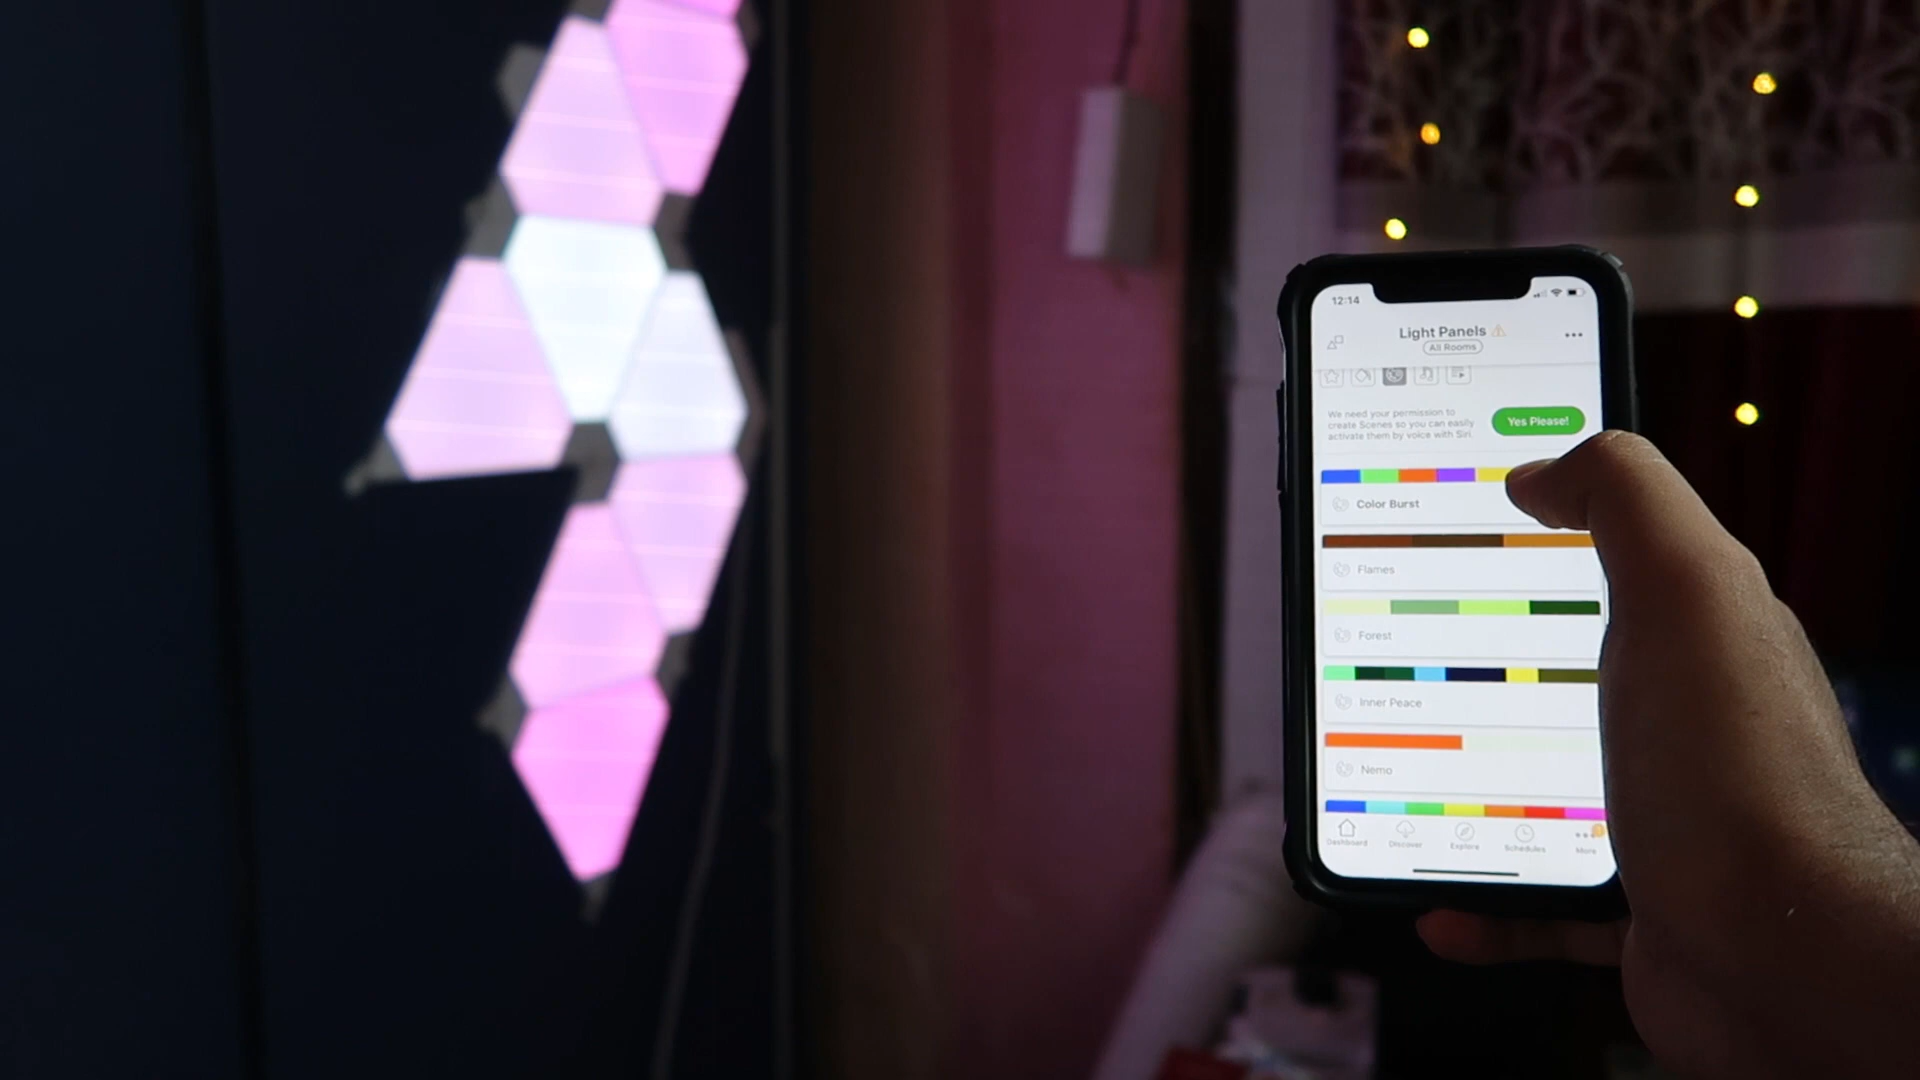 12:14
Light Panels
All Rooms
We need your permission to
create Scenes so you can easily
activate them by voice with Siri.
Yes Please!
Color Burst
Flames
Forest
Inner Peace
Nemo
Dashboard
Discover
Explore
Schedules
More